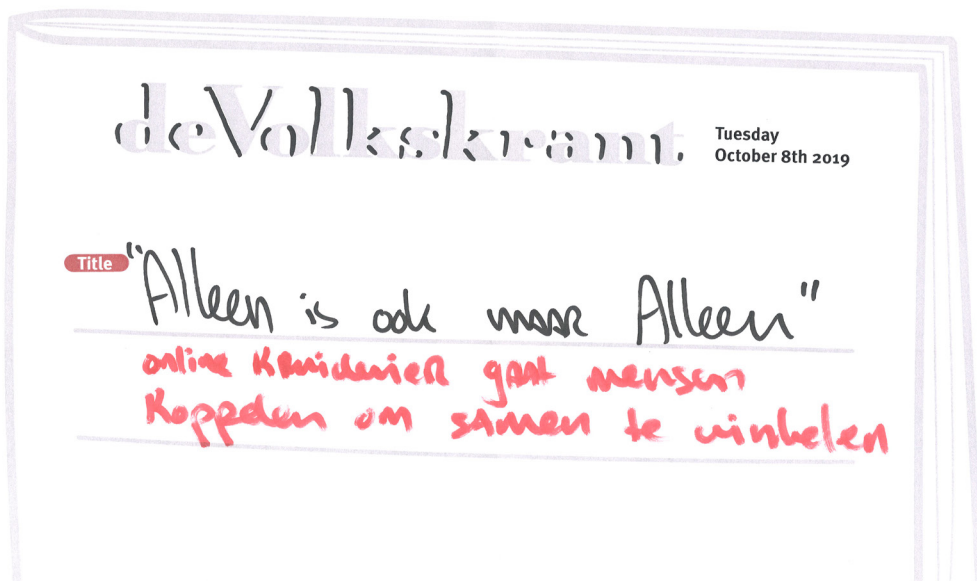 deVolkskrant
Tuesday
October 8th 2019
Title
"Alleen is ook maar Alleen"
online kruidenier gaat mensen
koppelen om samen te winkelen